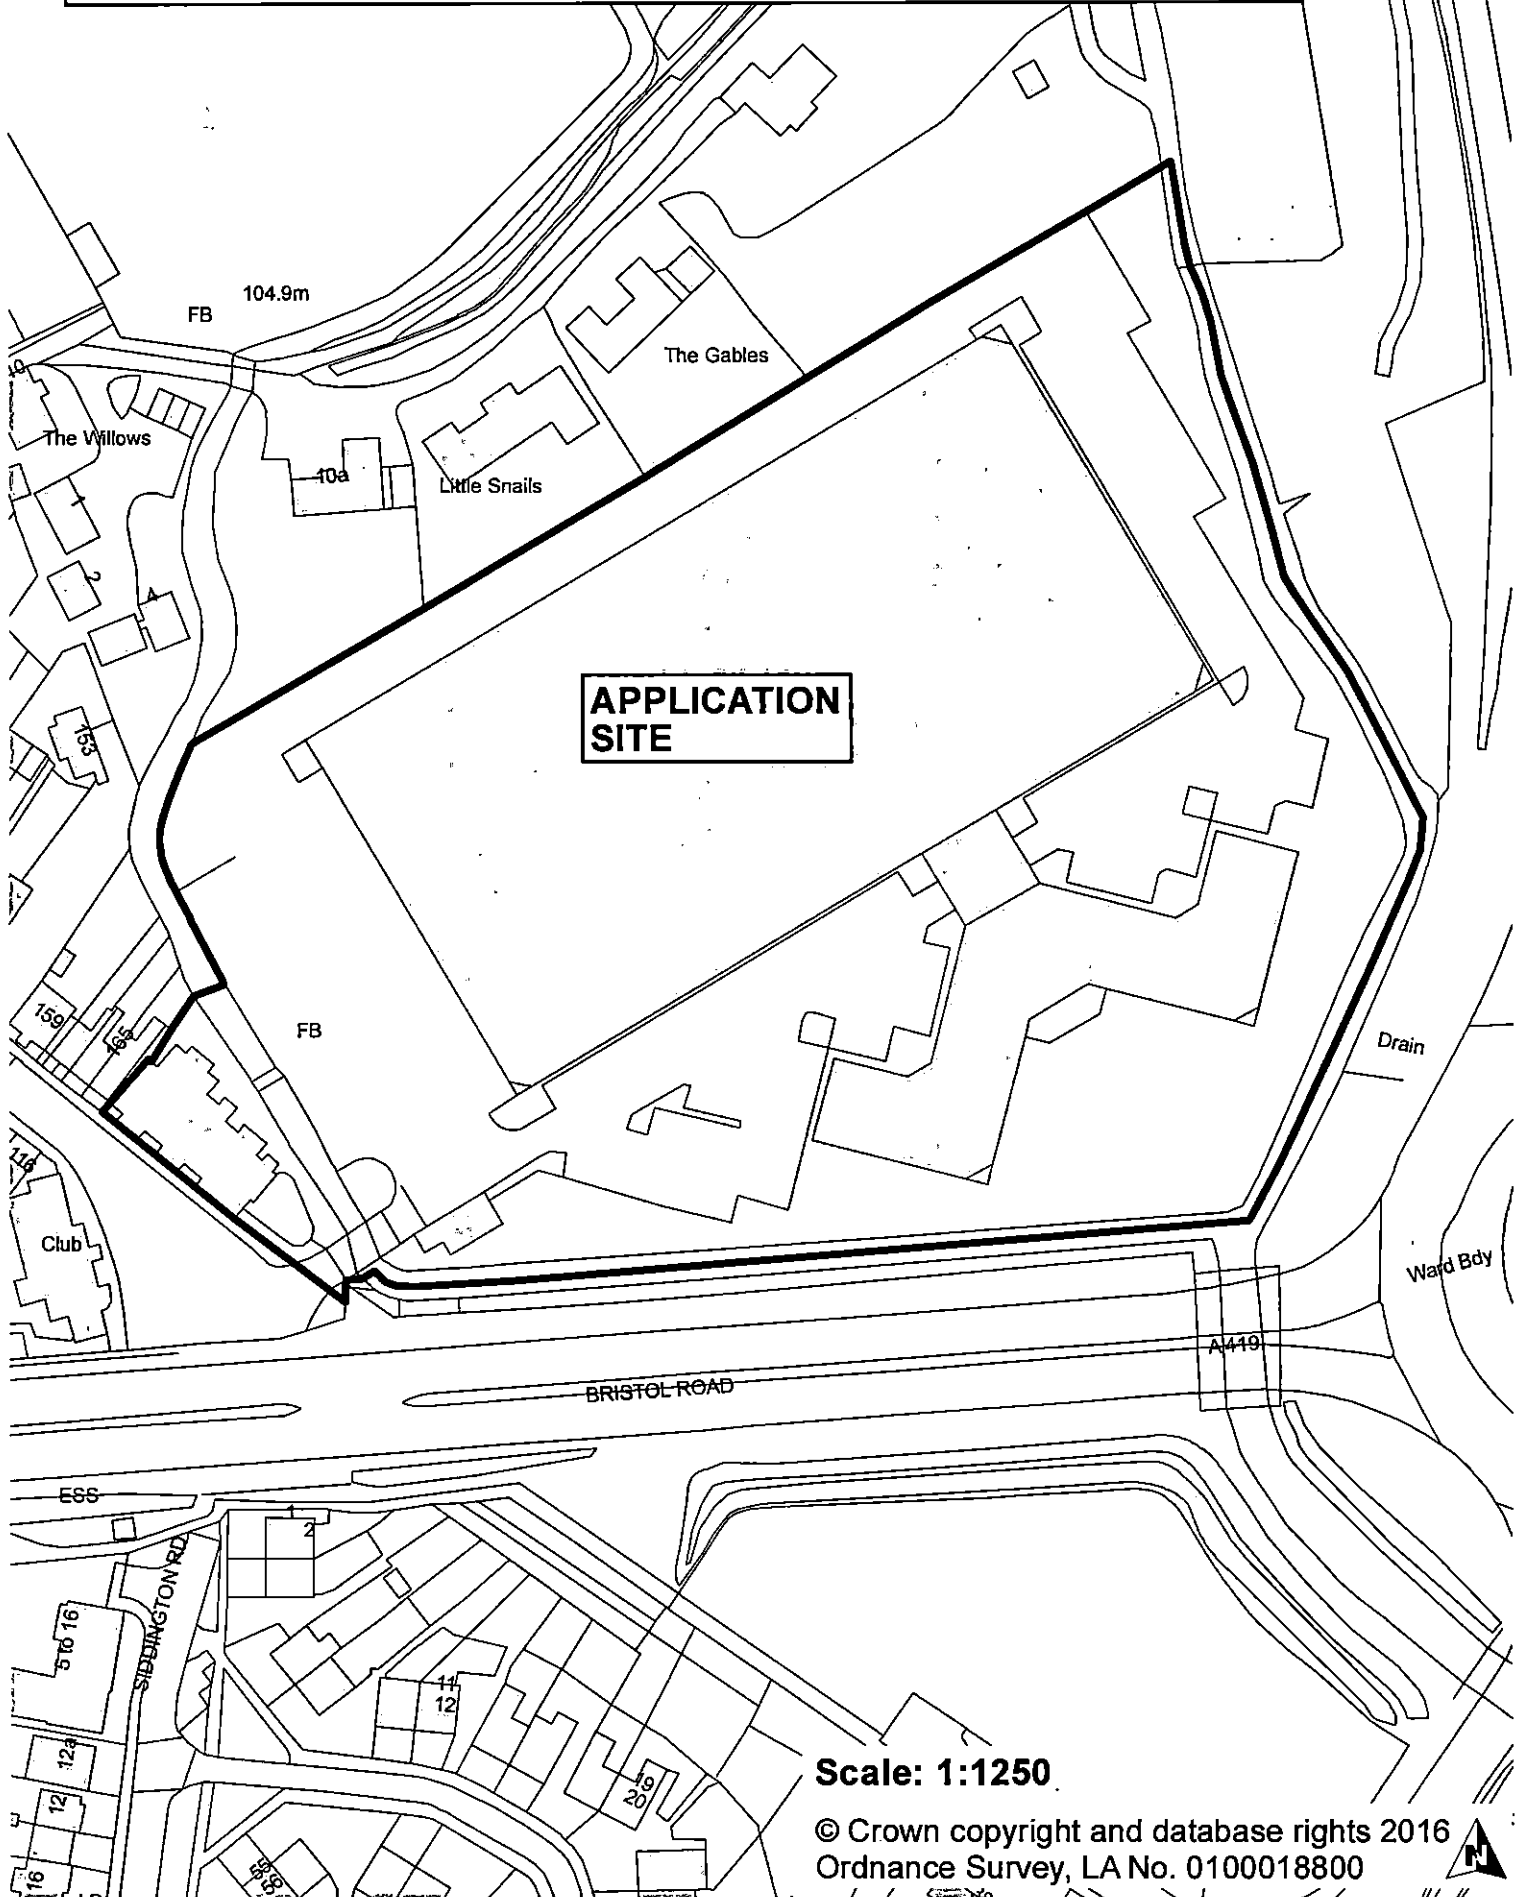 104.9m
FB
The Gables
The Willows
10a
Little Snails
1
2
4
APPLICATION
SITE
153
159
165
FB
Drain
116
Club
Ward Bdy
A 419
BRISTOL ROAD
ESS
1
2
SIDDINGTON RD
5 to 16
11
12
12a
12
19
20
16
Scale: 1:1250
© Crown copyright and database rights 2016
Ordnance Survey, LA No. 0100018800
N